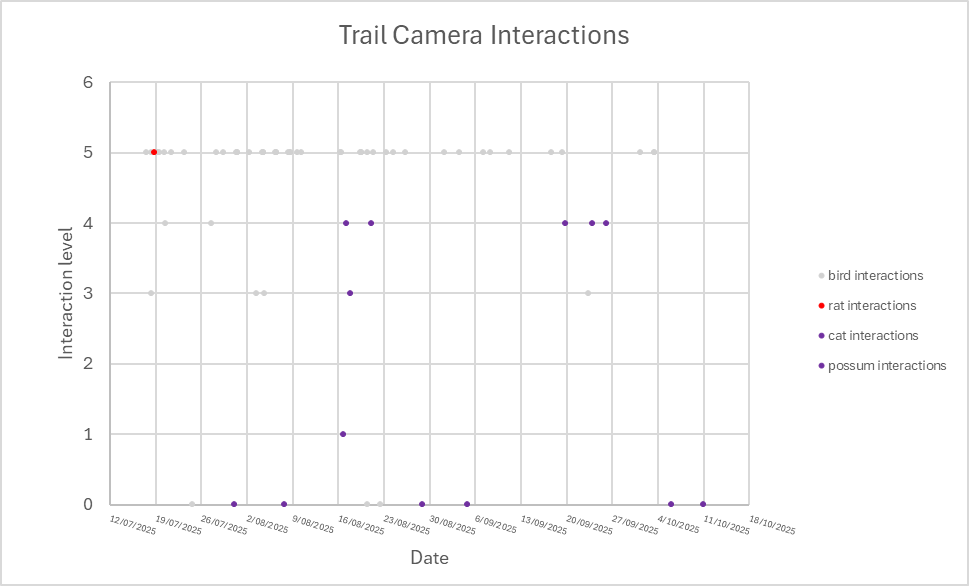 Trail Camera Interactions
6
5
4
3
2
1
0
Interaction level
12/07/2025 19/07/2025 26/07/2025 2/08/2025 9/08/2025 16/08/2025 23/08/2025 30/08/2025 6/09/2025 13/09/2025 20/09/2025 27/09/2025 4/10/2025 11/10/2025 18/10/2025
Date
bird interactions
rat interactions
cat interactions
possum interactions